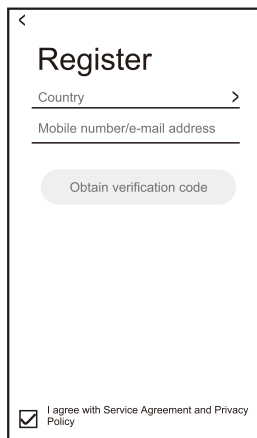 Register
Country
Mobile number/e-mail address
Obtain verification code
I agree with Service Agreement and Privacy
Policy